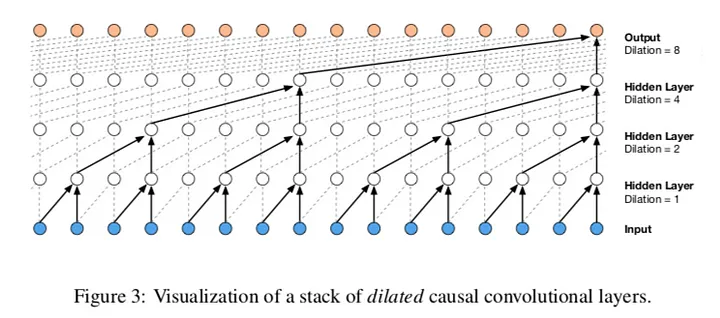 Output
Dilation = 8
Hidden Layer
Dilation = 4
Hidden Layer
Dilation = 2
Hidden Layer
Dilation = 1
Input
Figure 3: Visualization of a stack of dilated causal convolutional layers.